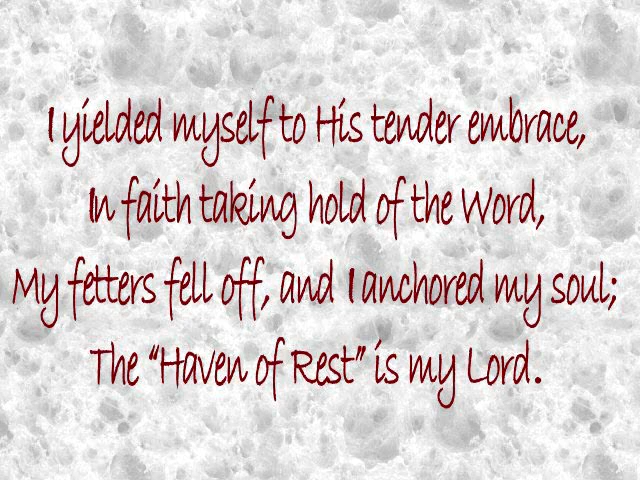 I yielded myself to His tender embrace,
In faith taking hold of the Word,
My fetters fell off, and I anchored my soul;
The “Haven of Rest” is my Lord.